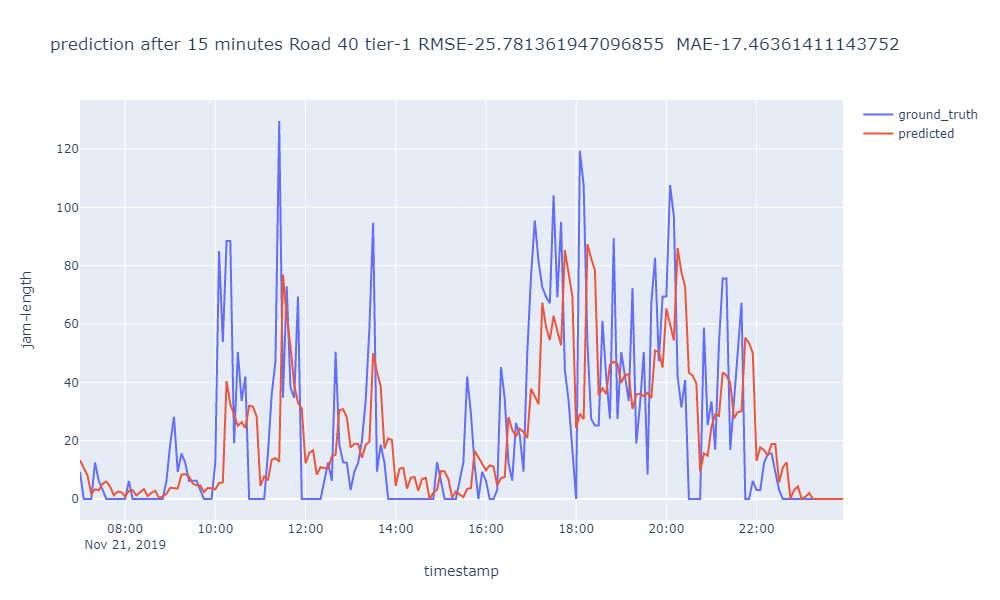 prediction after 15 minutes Road 40 tier-1 RMSE-25.781361947096855  MAE-17.46361411143752
ground_truth
predicted
120
100
80
60
40
20
0
jam-length
08:00
10:00
12:00
14:00
16:00
18:00
20:00
22:00
Nov 21, 2019
timestamp